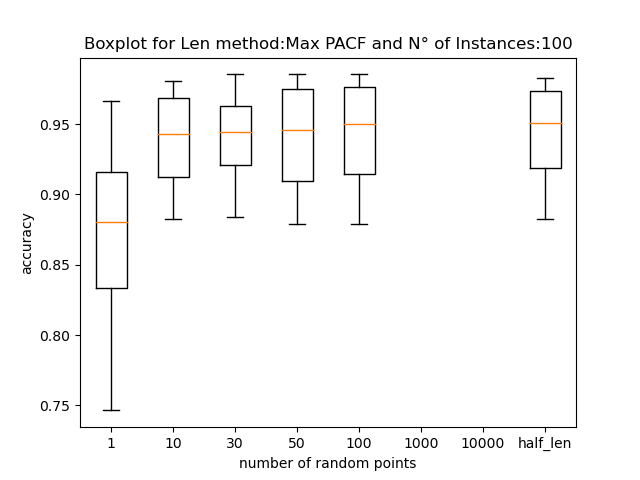 Boxplot for Len method:Max PACF and N° of Instances:100
accuracy
0.95
0.90
0.85
0.80
0.75
1 10 30 50 100 1000 10000 half_len
number of random points